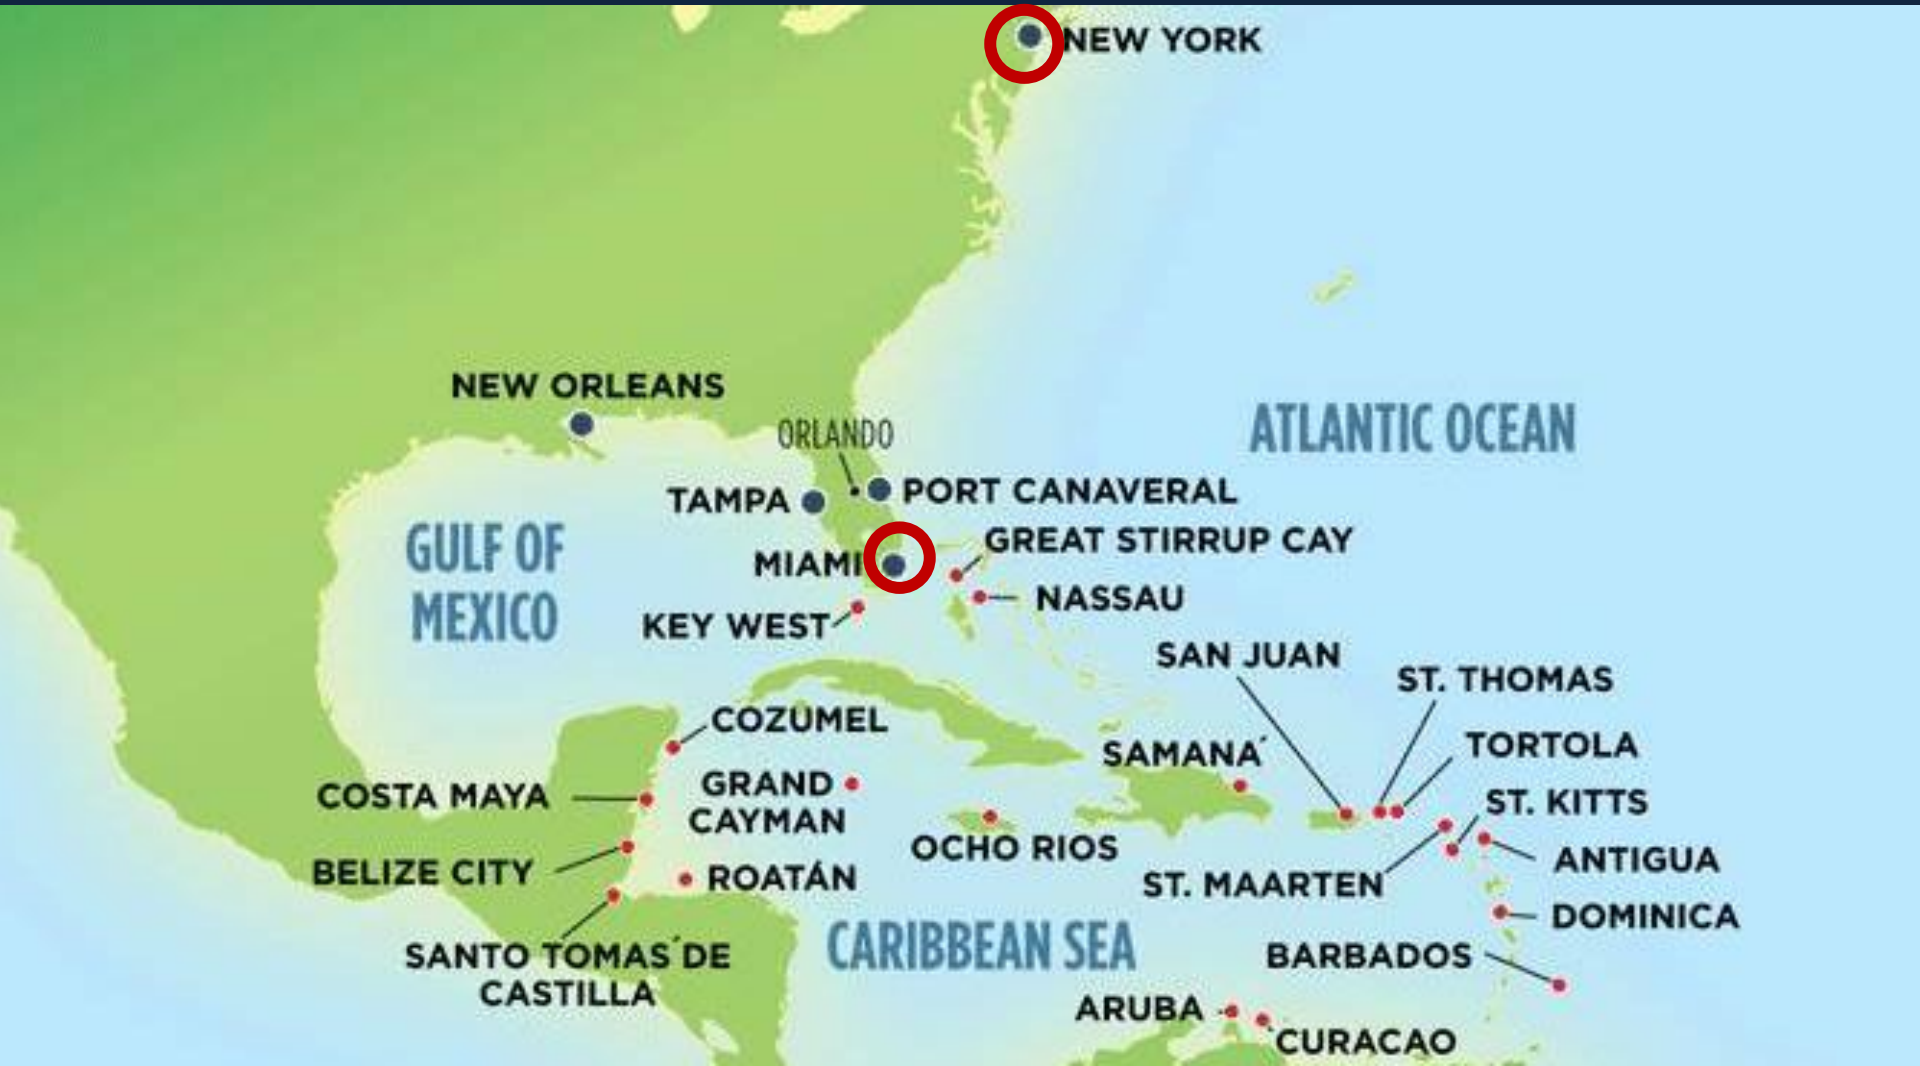 NEW YORK
NEW ORLEANS
ORLANDO
ATLANTIC OCEAN
TAMPA
PORT CANAVERAL
GULF OF
MEXICO
GREAT STIRRUP CAY
MIAMI
NASSAU
KEY WEST
SAN JUAN
ST. THOMAS
COZUMEL
SAMANA´
TORTOLA
COSTA MAYA
GRAND
CAYMAN
ST. KITTS
OCHO RIOS
ANTIGUA
BELIZE CITY
ROATÁN
ST. MAARTEN
DOMINICA
CARIBBEAN SEA
SANTO TOMAS´DE
CASTILLA
BARBADOS
ARUBA
CURACAO